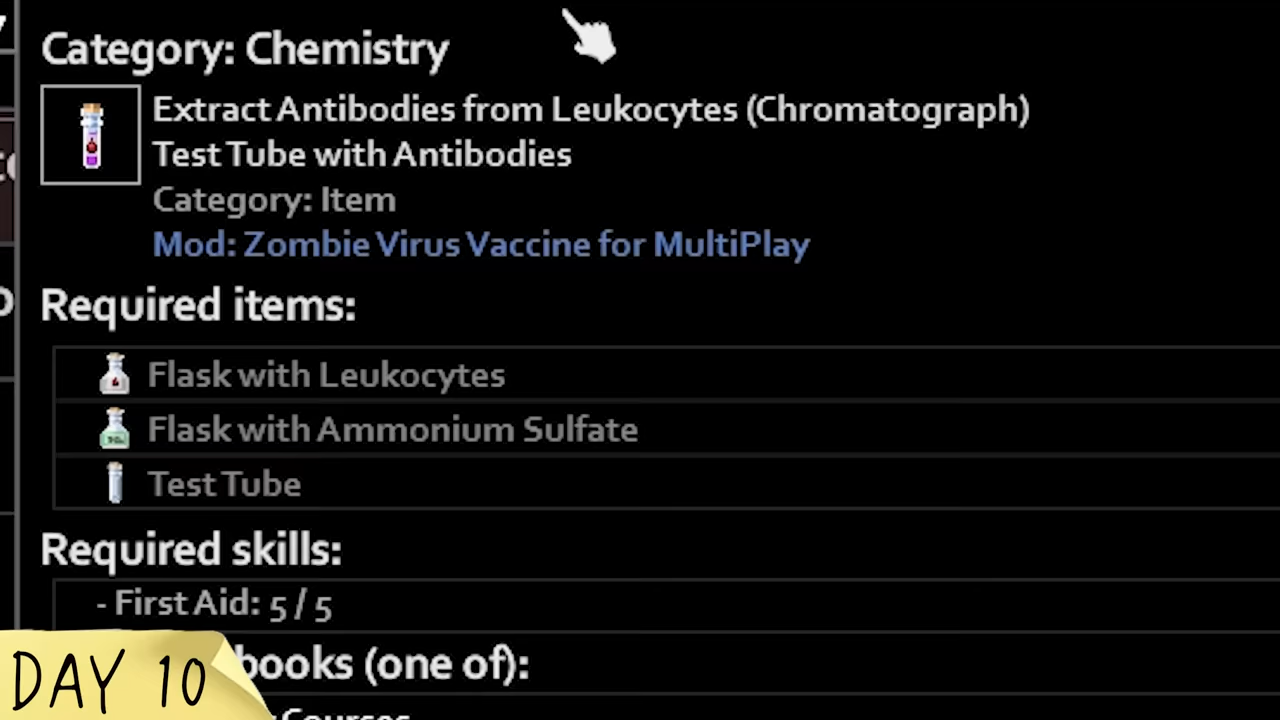 Category: Chemistry
Extract Antibodies from Leukocytes (Chromatograph)
Test Tube with Antibodies
Category: Item
Mod: Zombie Virus Vaccine for MultiPlay
Required items:
Flask with Leukocytes
Flask with Ammonium Sulfate
Test Tube
Required skills:
- First Aid: 5 / 5
books (one of):
Courses
DAY 10